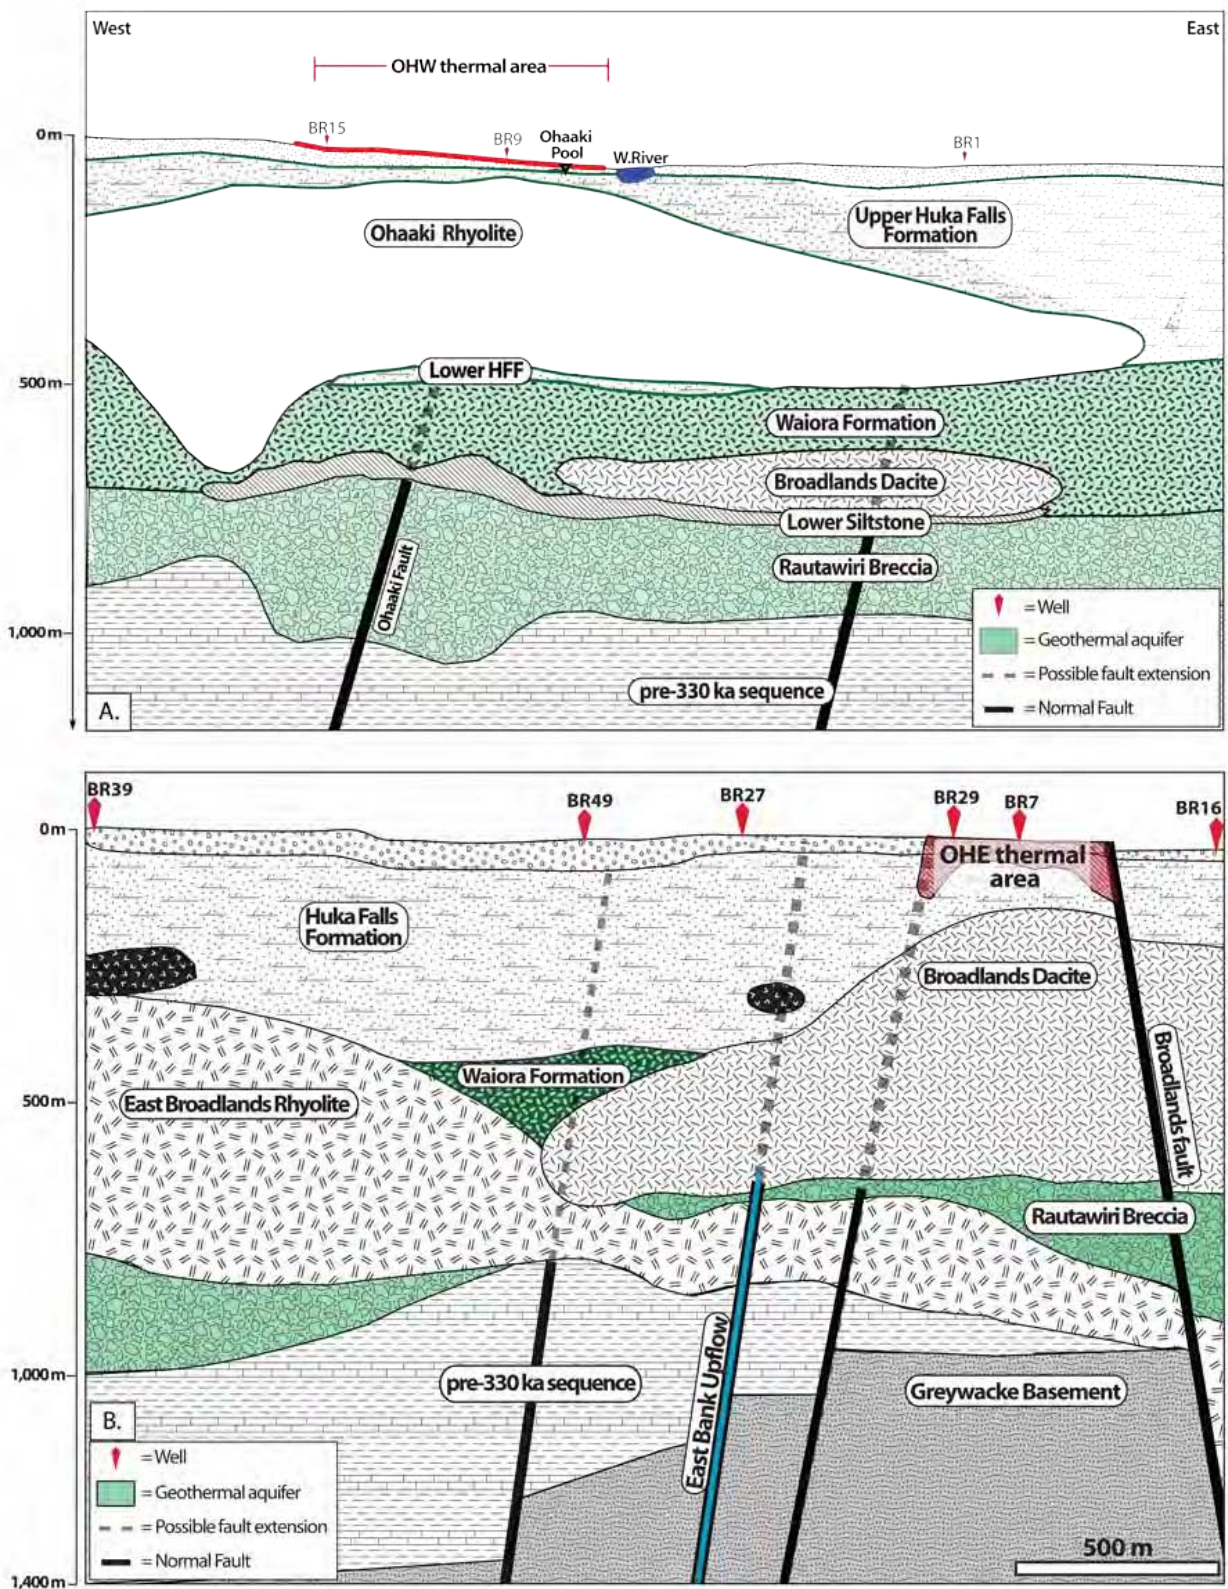 West
East
OHW thermal area
0m
BR15
BR9
Ohaaki
Pool
W.River
BR1
Ohaaki Rhyolite
Upper Huka Falls
Formation
500m
Lower HFF
Waiora Formation
Broadlands Dacite
Lower Siltstone
Rautawiri Breccia
Ohaaki Fault
1,000m
pre-330 ka sequence
= Well
= Geothermal aquifer
= Possible fault extension
= Normal Fault
A.
BR39
BR49
BR27
BR29
BR7
BR16
0m
OHE thermal
area
Huka Falls
Formation
Broadlands Dacite
Waiora Formation
500m
East Broadlands Rhyolite
Broadlands fault
Rautawiri Breccia
1,000m
pre-330 ka sequence
East Bank Upflow
Greywacke Basement
B.
= Well
= Geothermal aquifer
= Possible fault extension
= Normal Fault
500 m
1,400m